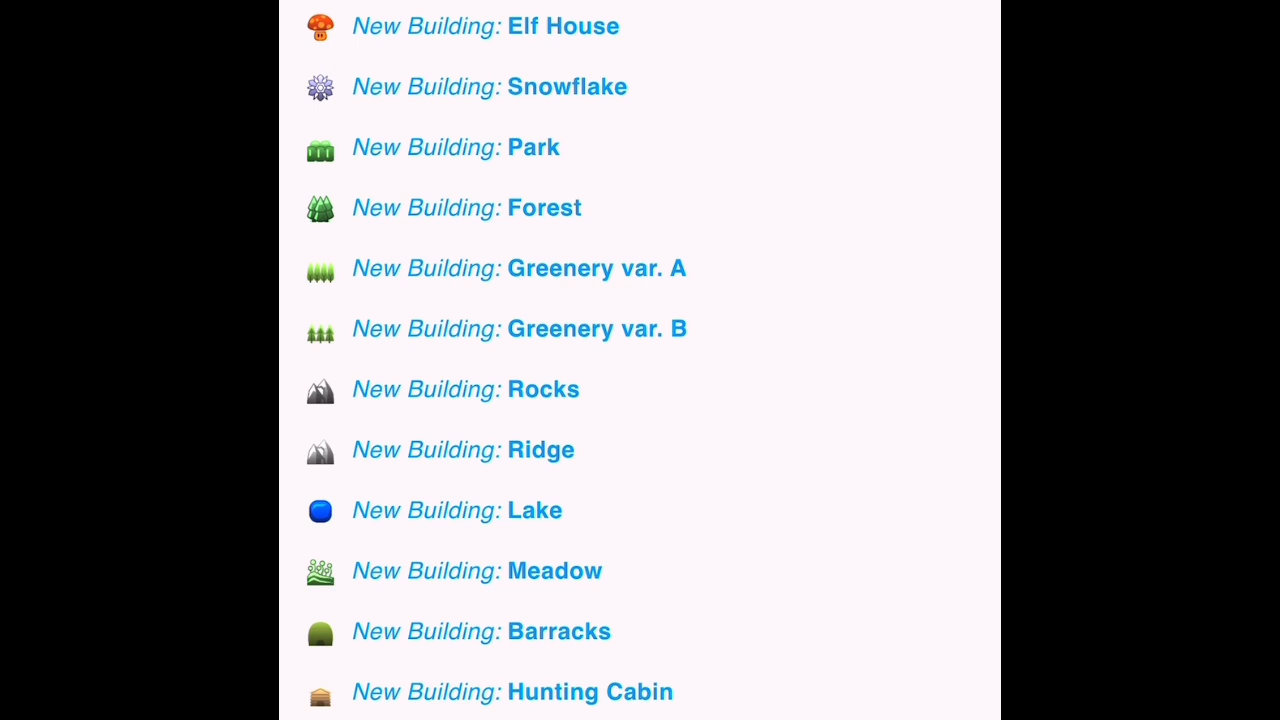 New Building: Elf House
New Building: Snowflake
New Building: Park
New Building: Forest
New Building: Greenery var. A
New Building: Greenery var. B
New Building: Rocks
New Building: Ridge
New Building: Lake
New Building: Meadow
New Building: Barracks
New Building: Hunting Cabin